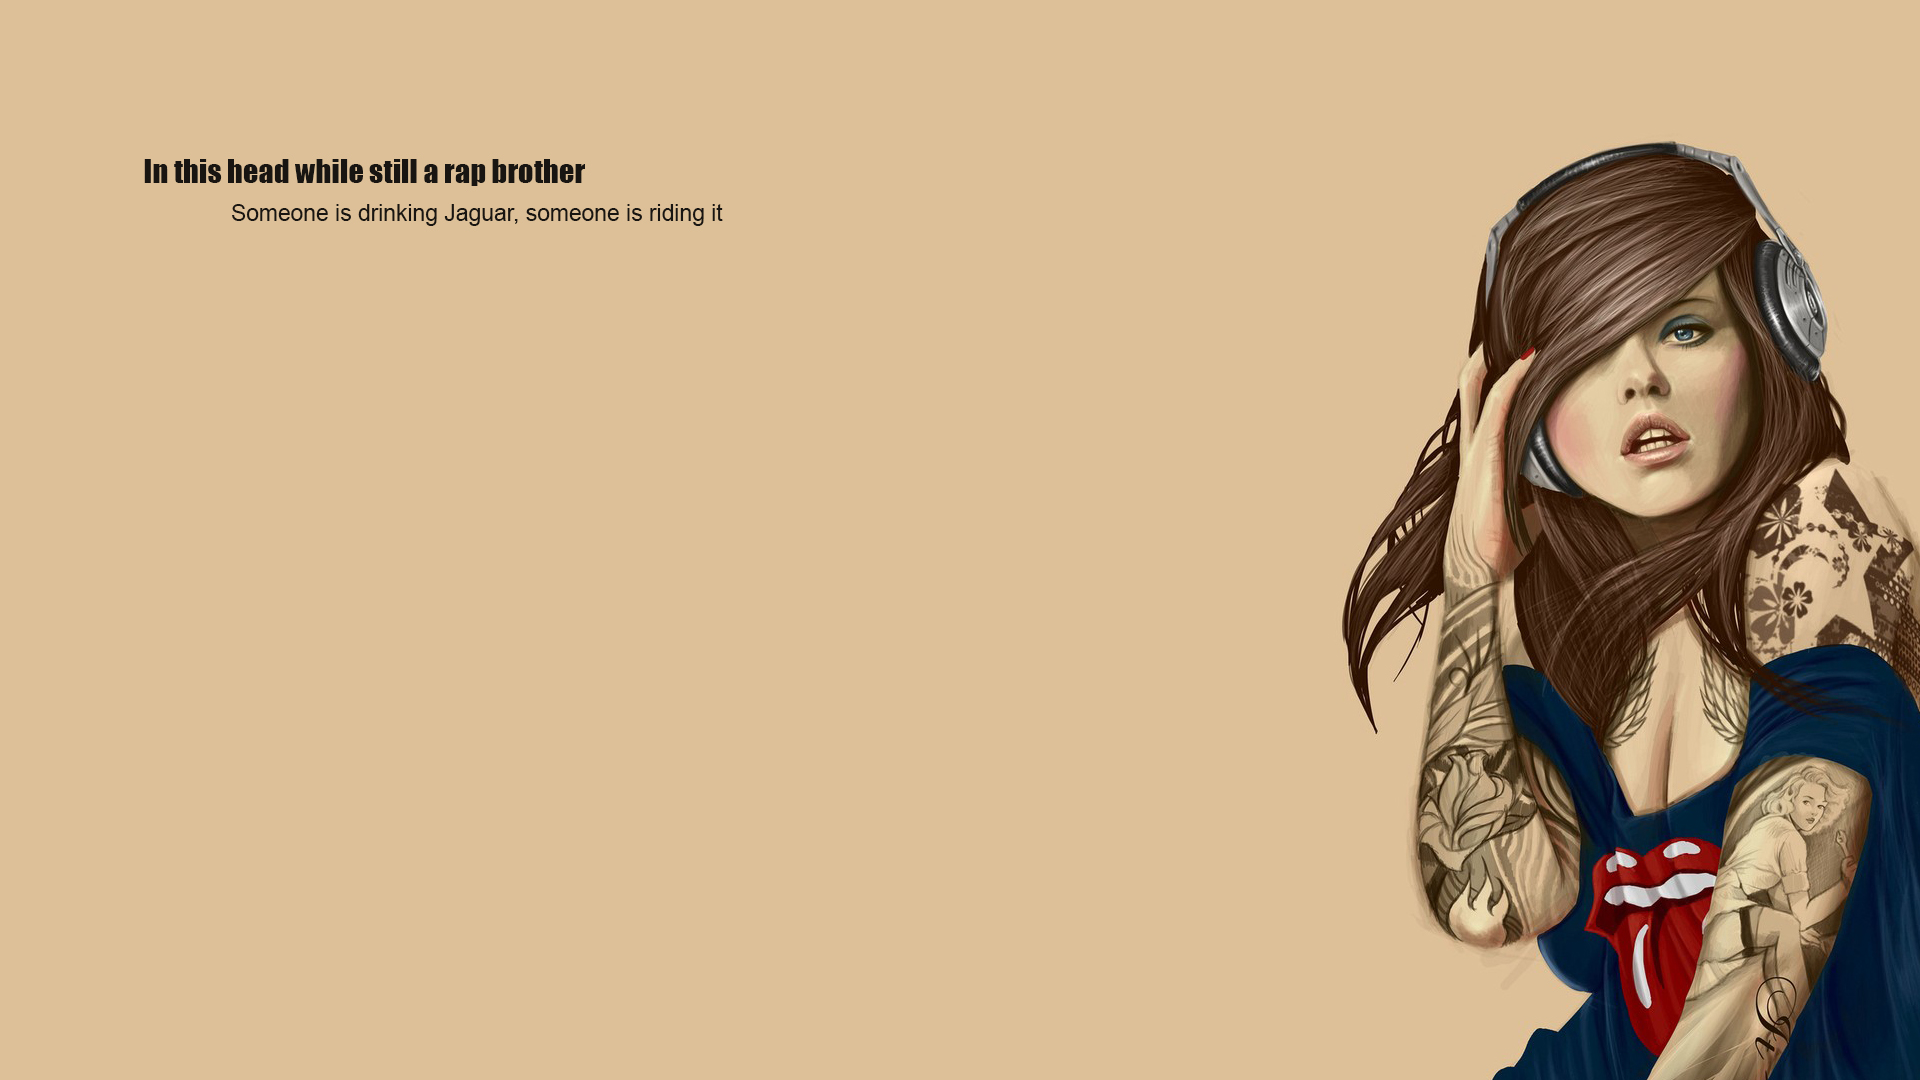 In this head while still a rap brother
Someone is drinking Jaguar, someone is riding it